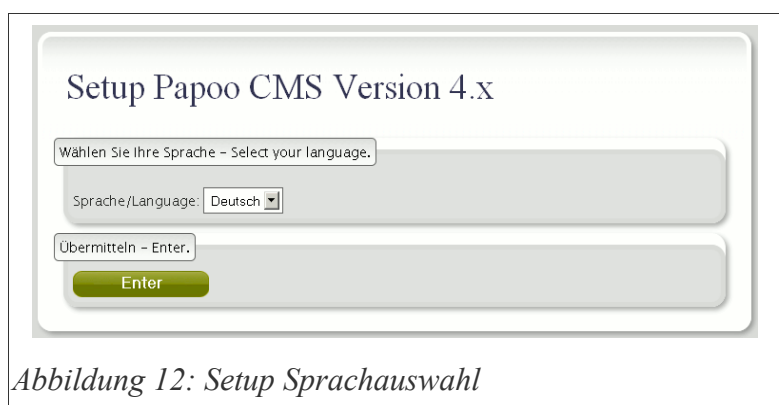 Setup Papoo CMS Version 4.x
Wählen Sie Ihre Sprache – Select your language.
Sprache/Language: Deutsch
Übermitteln – Enter.
Enter
Abbildung 12: Setup Sprachauswahl